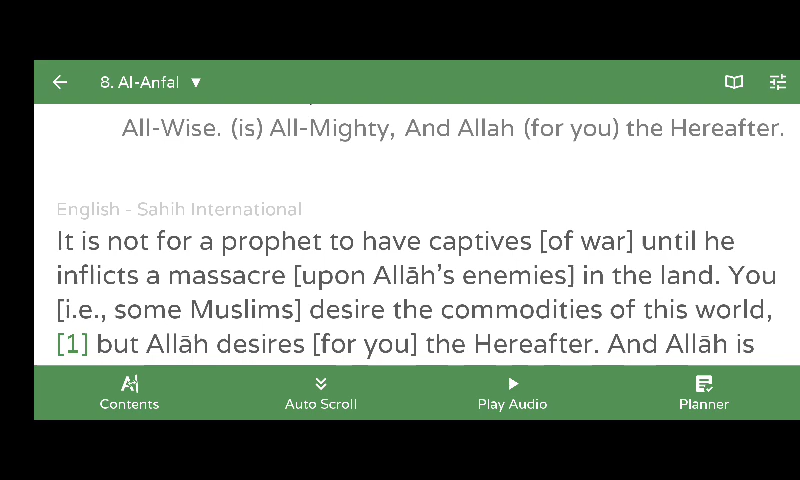 8. Al-Anfal ▼
All-Wise. (is) All-Mighty, And Allah (for you) the Hereafter.
English - Sahih International
It is not for a prophet to have captives [of war] until he
inflicts a massacre [upon Allāh's enemies] in the land. You
[i.e., some Muslims] desire the commodities of this world,
[1] but Allāh desires [for you] the Hereafter. And Allāh is
Contents
Auto Scroll
Play Audio
Planner